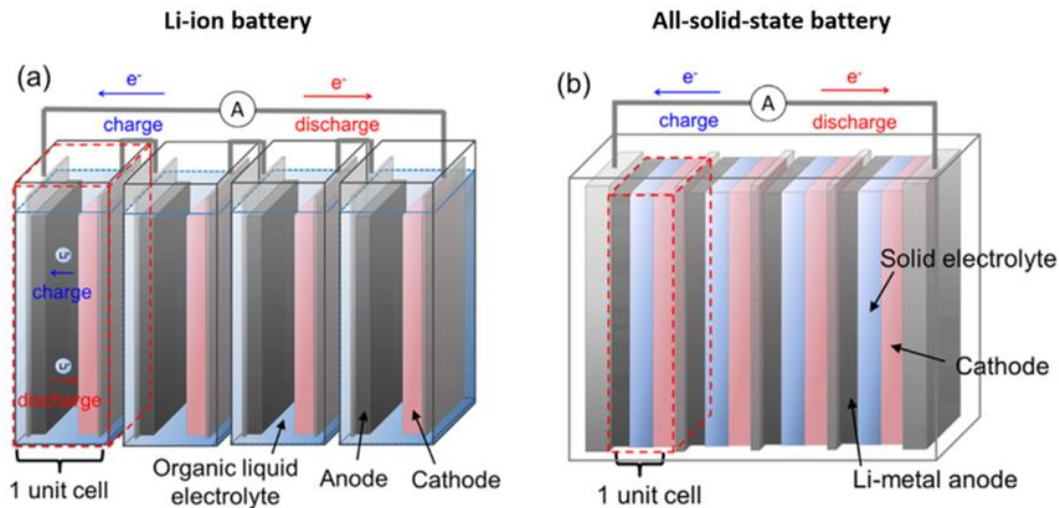 Li-ion battery
All-solid-state battery
(a)
e-
A
e-
charge
discharge
Li+
charge
Li+
discharge
1 unit cell
Organic liquid
electrolyte
Anode
Cathode
(b)
e-
A
e-
charge
discharge
Solid electrolyte
Cathode
Li-metal anode
1 unit cell